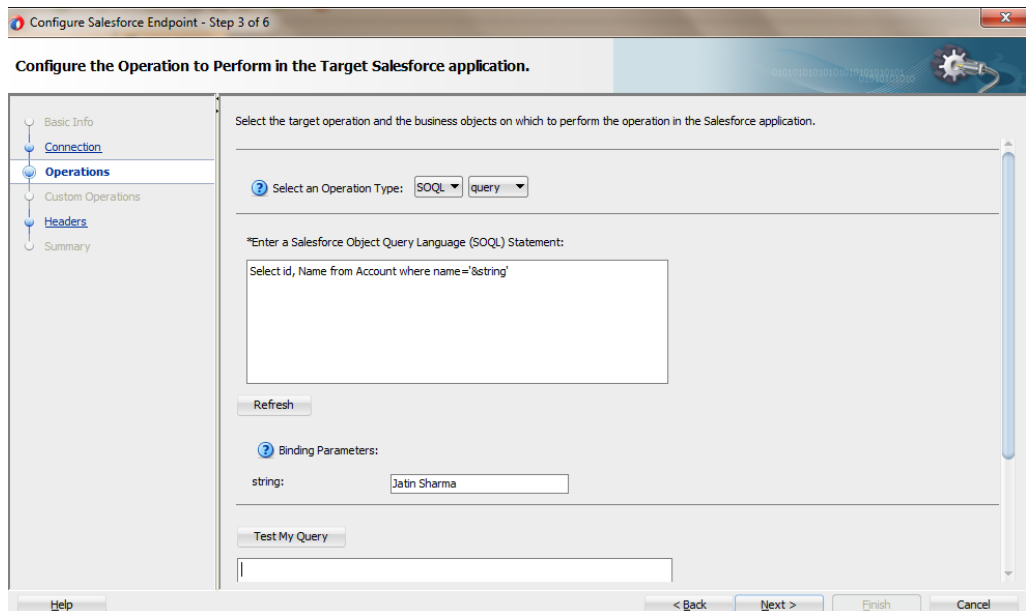 Configure Salesforce Endpoint - Step 3 of 6
x
Configure the Operation to Perform in the Target Salesforce application.
Basic Info
Connection
Operations
Custom Operations
Headers
Summary
Select the target operation and the business objects on which to perform the operation in the Salesforce application.
? Select an Operation Type: SOQL query
*Enter a Salesforce Object Query Language (SOQL) Statement:
Select id, Name from Account where name='&string'
Refresh
? Binding Parameters:
string: Jatin Sharma
Test My Query
Help < Back Next > Finish Cancel